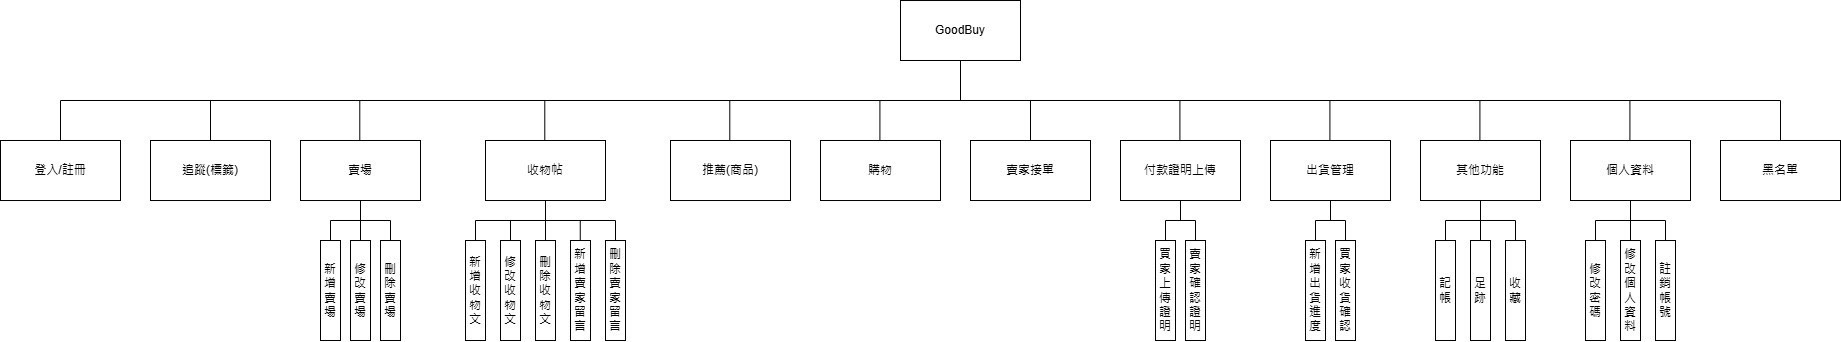 GoodBuy
登入/註冊
追蹤(標籤)
賣場
收物帖
推薦(商品)
購物
賣家接單
付款證明上傳
出貨管理
其他功能
個人資料
黑名單
新增賣場
修改賣場
刪除賣場
新增收物文
修改收物文
刪除收物文
新增賣家留言
刪除賣家留言
買家上傳證明
賣家確認證明
新增出貨進度
買家收貨確認
記帳
足跡
收藏
修改密碼
修改個人資料
註銷帳號